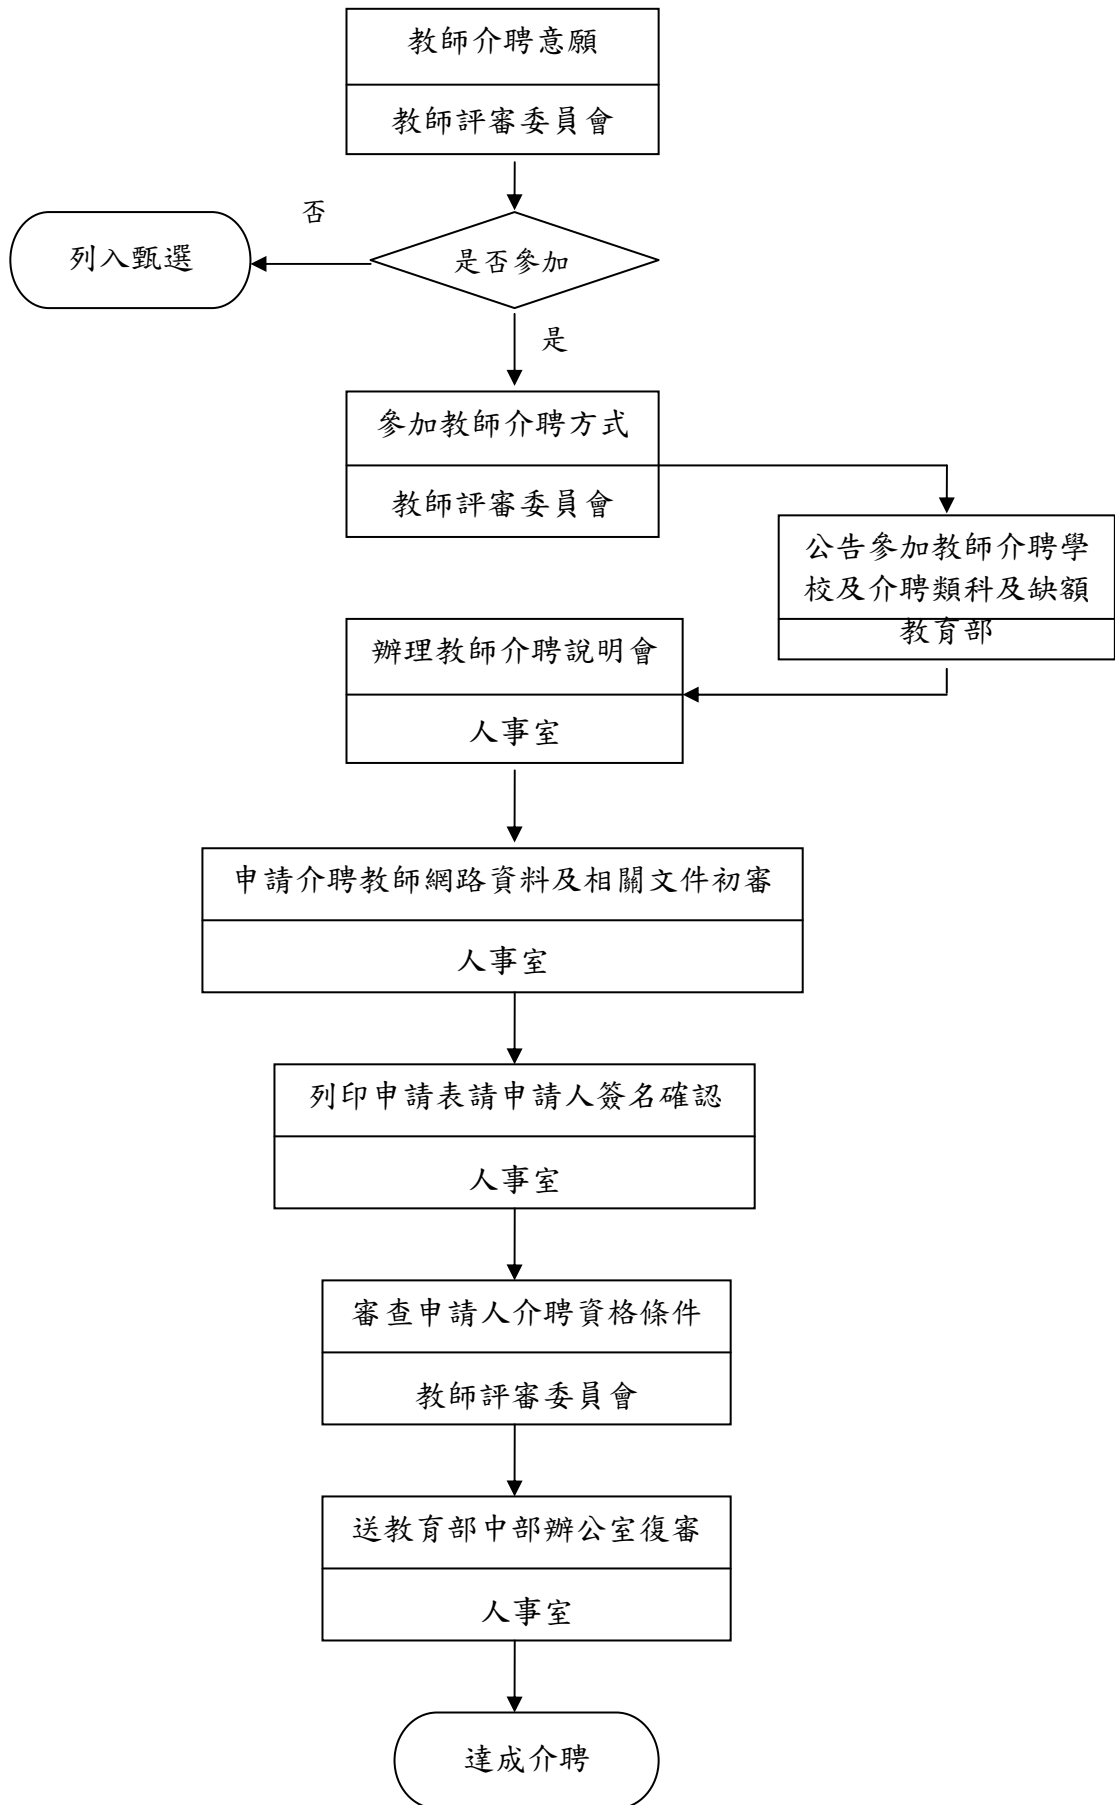 教師介聘意願
教師評審委員會
否
列入甄選
是否參加
是
參加教師介聘方式
教師評審委員會
公告參加教師介聘學
校及介聘類科及缺額
教育部
辦理教師介聘說明會
人事室
申請介聘教師網路資料及相關文件初審
人事室
列印申請表請申請人簽名確認
人事室
審查申請人介聘資格條件
教師評審委員會
送教育部中部辦公室復審
人事室
達成介聘